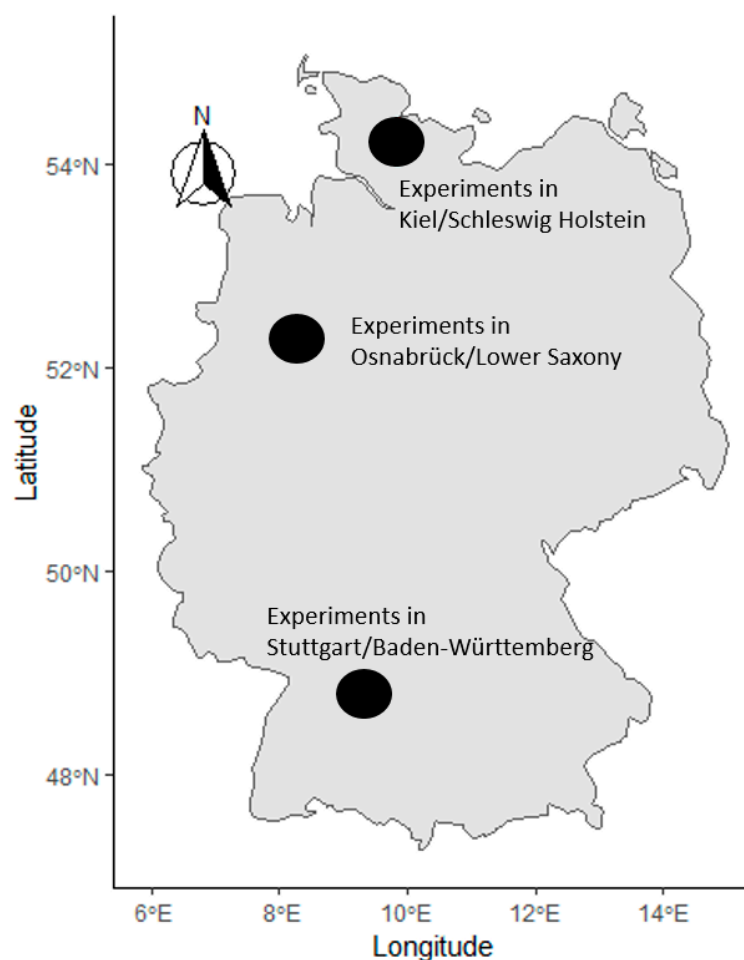 N
54°N
Experiments in
Kiel/Schleswig Holstein
Experiments in
Osnabrück/Lower Saxony
52°N
Latitude
50°N
Experiments in
Stuttgart/Baden-Württemberg
48°N
6°E 8°E 10°E 12°E 14°E
Longitude